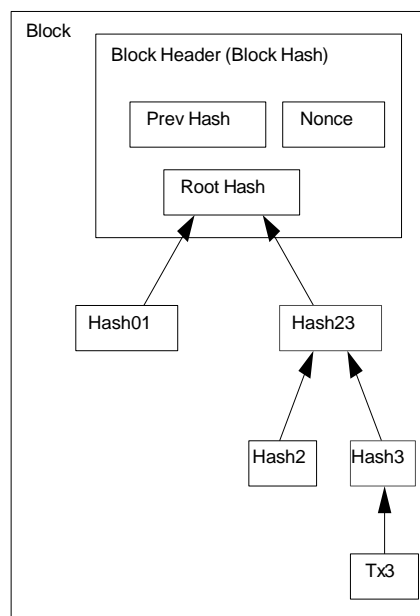 Block
Block Header (Block Hash)
Prev Hash
Nonce
Root Hash
Hash01
Hash23
Hash2
Hash3
Tx3